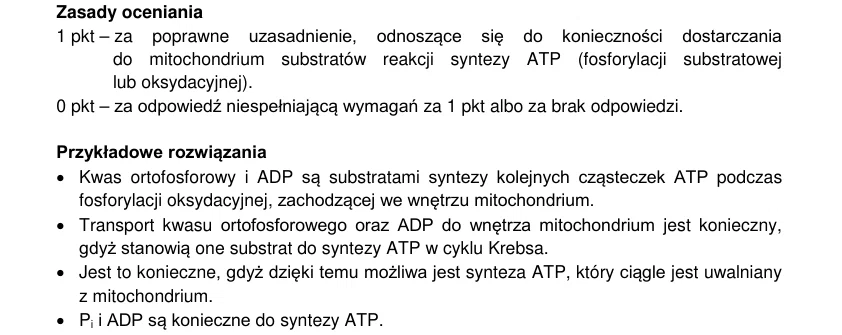 Zasady oceniania
1 pkt – za poprawne uzasadnienie, odnoszące się do konieczności dostarczania
do mitochondrium substratów reakcji syntezy ATP (fosforylacji substratowej
lub oksydacyjnej).
0 pkt – za odpowiedź niespełniającą wymagań za 1 pkt albo za brak odpowiedzi.
Przykładowe rozwiązania
• Kwas ortofosforowy i ADP są substratami syntezy kolejnych cząsteczek ATP podczas
fosforylacji oksydacyjnej, zachodzącej we wnętrzu mitochondrium.
• Transport kwasu ortofosforowego oraz ADP do wnętrza mitochondrium jest konieczny,
gdyż stanowią one substrat do syntezy ATP w cyklu Krebsa.
• Jest to konieczne, gdyż dzięki temu możliwa jest synteza ATP, który ciągle jest uwalniany
z mitochondrium.
• Pᵢ i ADP są konieczne do syntezy ATP.